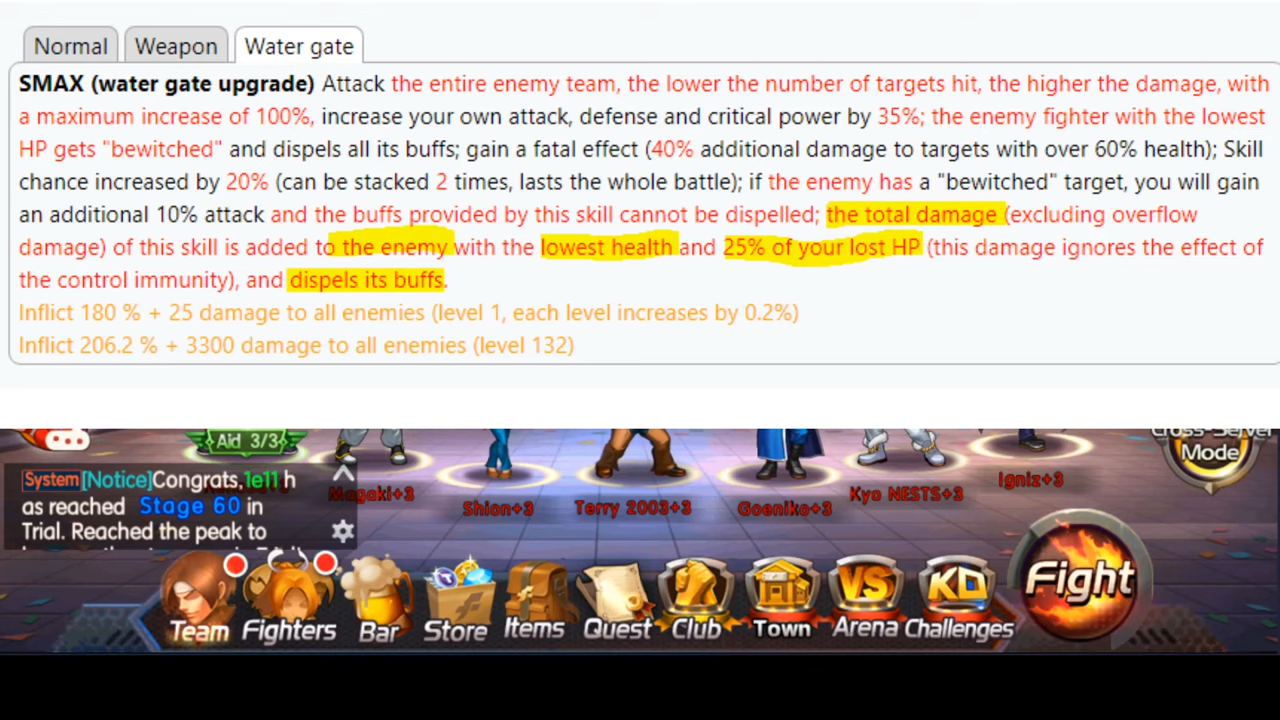 Normal Weapon Water gate
SMAX (water gate upgrade) Attack the entire enemy team, the lower the number of targets hit, the higher the damage, with
a maximum increase of 100%, increase your own attack, defense and critical power by 35%; the enemy fighter with the lowest
HP gets "bewitched" and dispels all its buffs; gain a fatal effect (40% additional damage to targets with over 60% health); Skill
chance increased by 20% (can be stacked 2 times, lasts the whole battle); if the enemy has a "bewitched" target, you will gain
an additional 10% attack and the buffs provided by this skill cannot be dispelled; the total damage (excluding overflow
damage) of this skill is added to the enemy with the lowest health and 25% of your lost HP (this damage ignores the effect of
the control immunity), and dispels its buffs.
Inflict 180 % + 25 damage to all enemies (level 1, each level increases by 0.2%)
Inflict 206.2 % + 3300 damage to all enemies (level 132)
Aid 3/3
Cross-Server
Mode
System [Notice]Congrats,1e11 h
as reached Stage 60 in
Trial. Reached the peak to
Magaki+3 Shion+3 Terry 2003+3 Goenike+3 Kyo NESTS+3 Igniz+3
Team Fighters Bar Store Items Quest Club Town Arena Challenges
VS KO
Fight